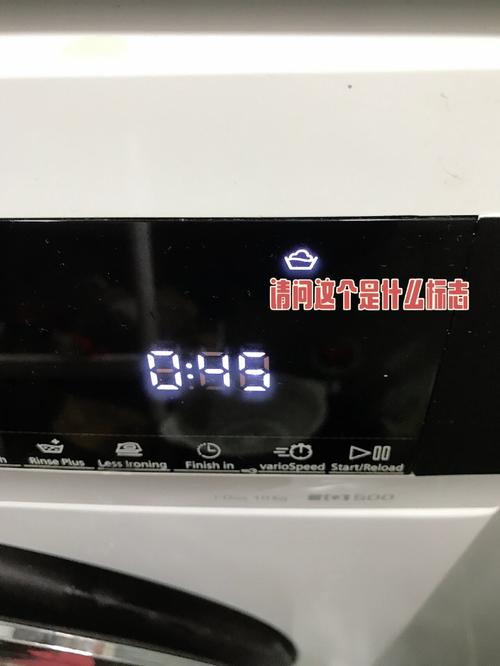 请问这个是什么标志
0:45
Rinse Plus Less Ironing Finish in varioSpeed Start/Reload
500